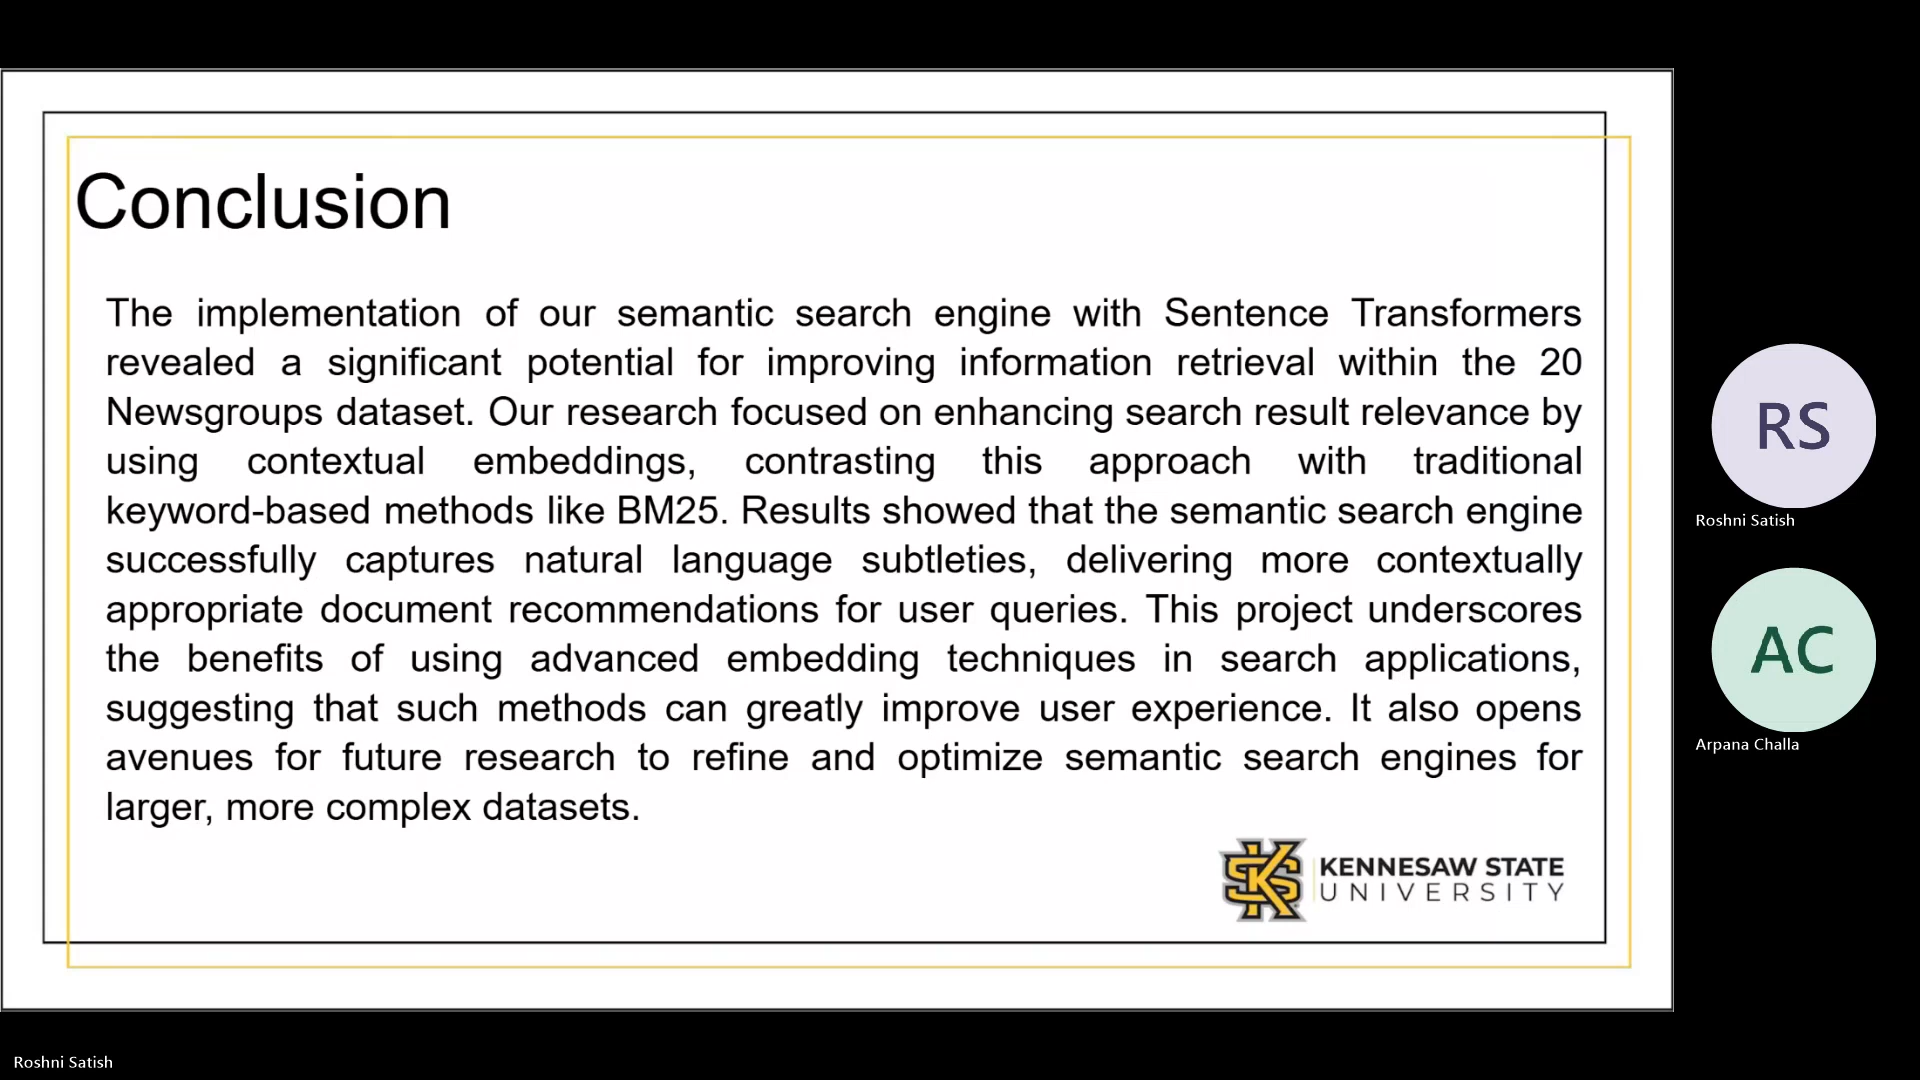 Conclusion
The implementation of our semantic search engine with Sentence Transformers
revealed a significant potential for improving information retrieval within the 20
Newsgroups dataset. Our research focused on enhancing search result relevance by
using contextual embeddings, contrasting this approach with traditional
keyword-based methods like BM25. Results showed that the semantic search engine
successfully captures natural language subtleties, delivering more contextually
appropriate document recommendations for user queries. This project underscores
the benefits of using advanced embedding techniques in search applications,
suggesting that such methods can greatly improve user experience. It also opens
avenues for future research to refine and optimize semantic search engines for
larger, more complex datasets.
KENNESAW STATE
UNIVERSITY
RS
Roshni Satish
AC
Arpana Challa
Roshni Satish